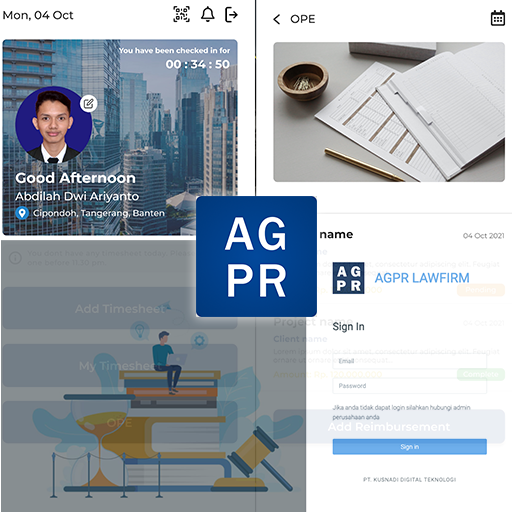 Mon, 04 Oct
You have been checked in for
00 : 34 : 50
Good Afternoon
Abdilah Dwi Ariyanto
Cipondoh, Tangerang, Banten
Add Timesheet
My Timesheet
OPE
AG
PR
OPE
name
04 Oct 2021
AG
PR
AGPR LAWFIRM
Project name
Client name
Sign In
Email
Password
Jika anda tidak dapat login silahkan hubungi admin
perusahaan anda
Add Reimbursement
Sign in
PT. KUSNADI DIGITAL TEKNOLOGI